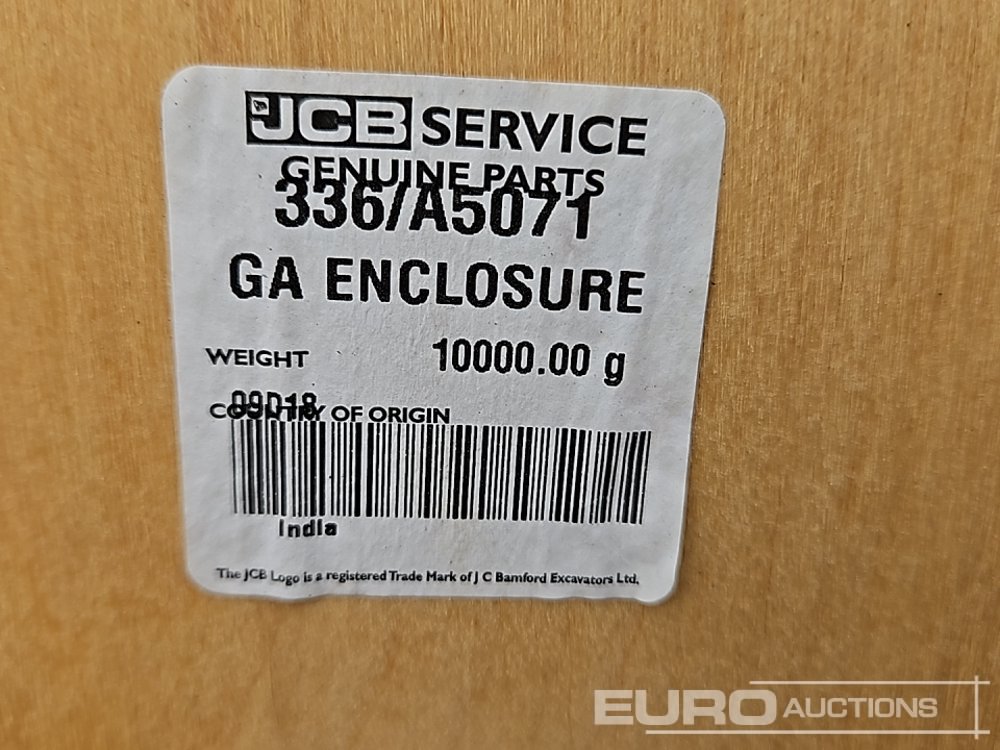 JCB SERVICE
GENUINE PARTS
336/A5071
GA ENCLOSURE
WEIGHT 10000.00 g
09D18
COUNTRY OF ORIGIN
India
The JCB Logo is a registered Trade Mark of J C Bamford Excavators Ltd.
EURO AUCTIONS